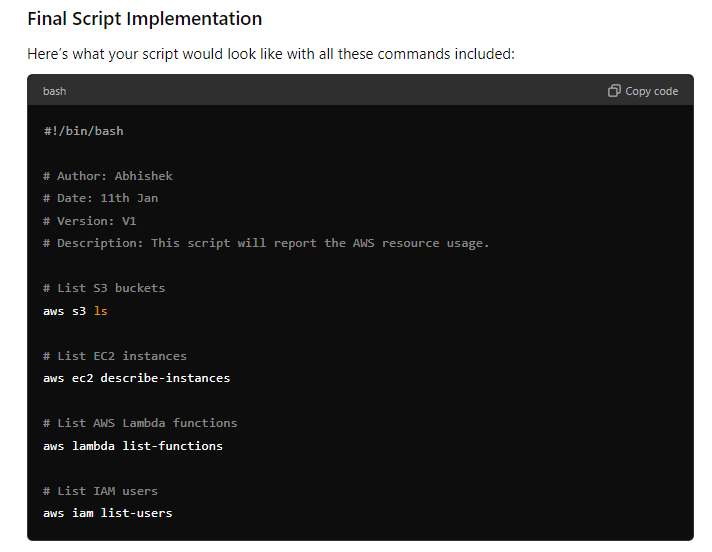 Final Script Implementation
Here's what your script would look like with all these commands included:
bash
Copy code
#!/bin/bash
# Author: Abhishek
# Date: 11th Jan
# Version: V1
# Description: This script will report the AWS resource usage.
# List S3 buckets
aws s3 ls
# List EC2 instances
aws ec2 describe-instances
# List AWS Lambda functions
aws lambda list-functions
# List IAM users
aws iam list-users